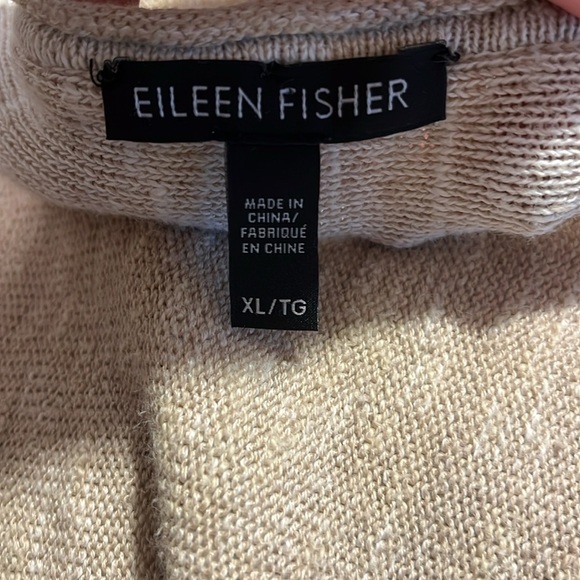 EILEEN FISHER
MADE IN
CHINA/
FABRIQUÉ
EN CHINE
XL/TG